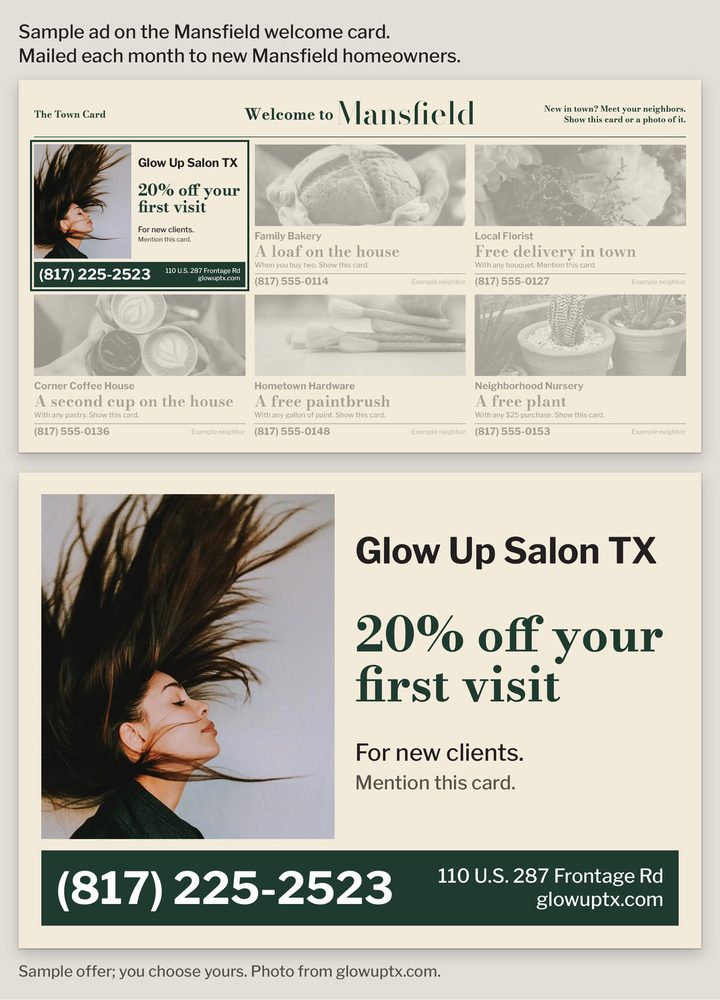 Sample ad on the Mansfield welcome card.
Mailed each month to new Mansfield homeowners.
The Town Card
Welcome to Mansfield
New in town? Meet your neighbors.
Show this card or a photo of it.
Glow Up Salon TX
20% off your
first visit
For new clients.
Mention this card.
(817) 225-2523
110 U.S. 287 Frontage Rd
glowuptx.com
Family Bakery
A loaf on the house
When you buy two. Show this card.
(817) 555-0114
Example neighbor
Local Florist
Free delivery in town
With any bouquet. Mention this card.
(817) 555-0127
Example neighbor
Corner Coffee House
A second cup on the house
With any pastry. Show this card.
(817) 555-0136
Example neighbor
Hometown Hardware
A free paintbrush
With any gallon of paint. Show this card.
(817) 555-0148
Example neighbor
Neighborhood Nursery
A free plant
With any $25 purchase. Show this card.
(817) 555-0153
Example neighbor
Glow Up Salon TX
20% off your
first visit
For new clients.
Mention this card.
(817) 225-2523
110 U.S. 287 Frontage Rd
glowuptx.com
Sample offer; you choose yours. Photo from glowuptx.com.